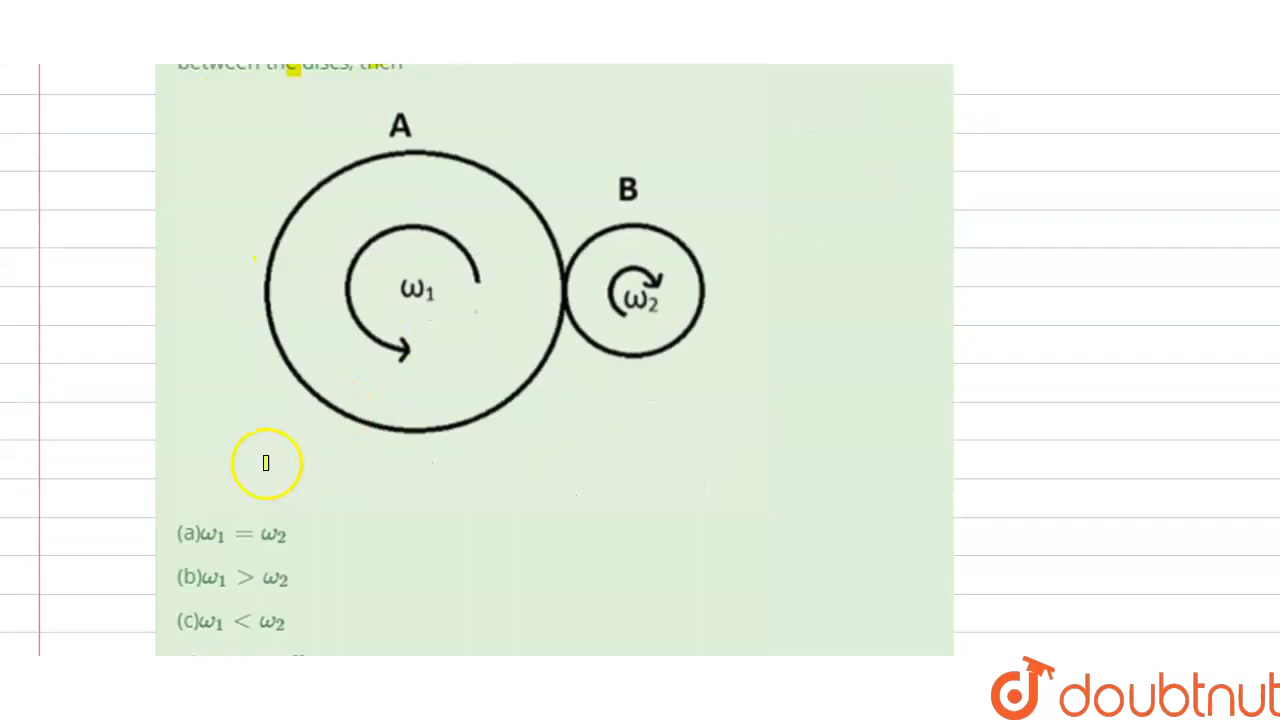 between the discs, then
A
B
ω₁
ω₂
(a)ω₁ = ω₂
(b)ω₁ > ω₂
(c)ω₁ < ω₂
doubtnut